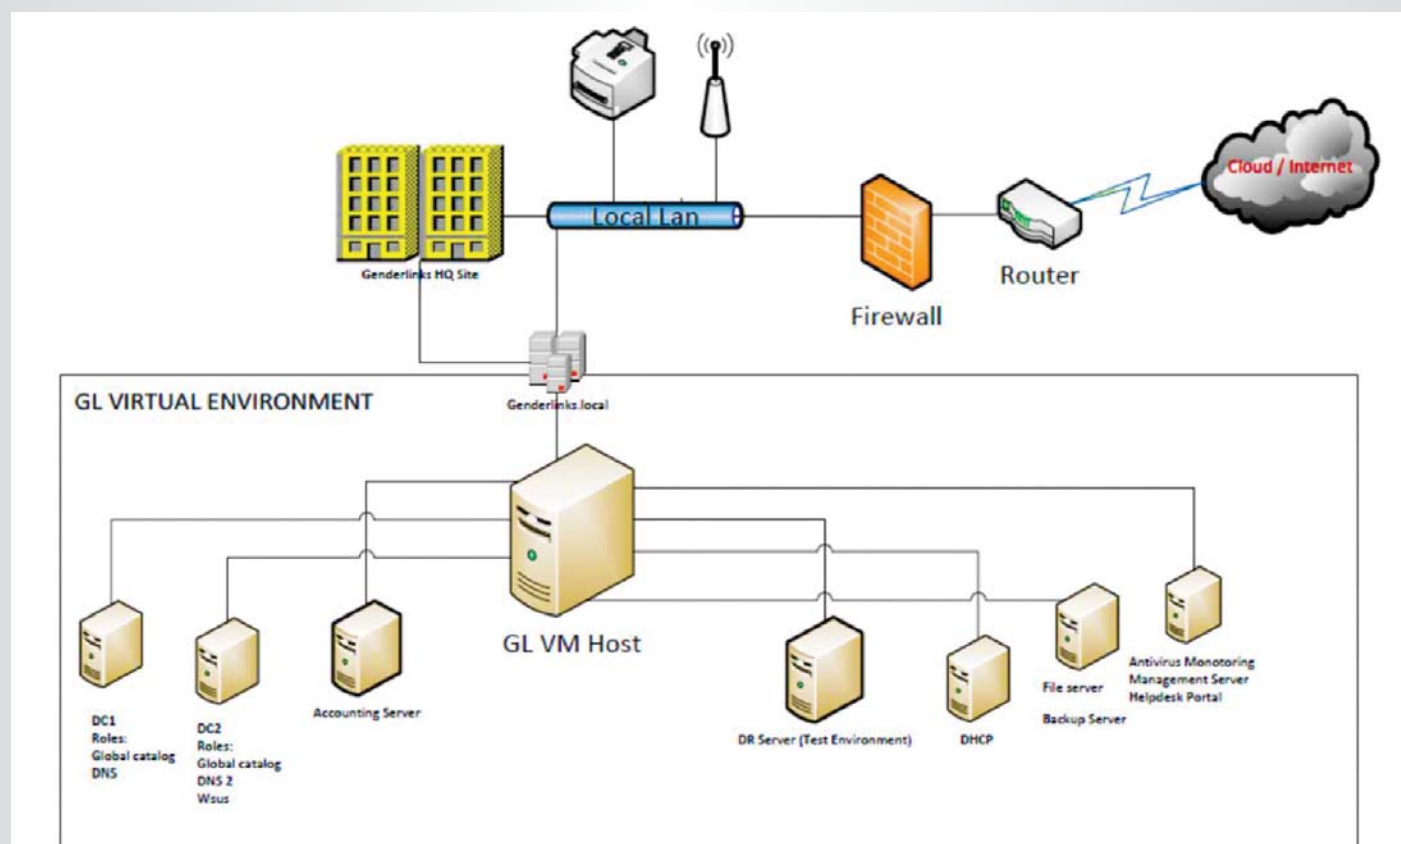 Cloud / Internet
Local Lan
Genderlinks HQ Site
Router
Firewall
GL VIRTUAL ENVIRONMENT
Genderlinks.local
GL VM Host
DC1
Roles:
Global catalog
DNS
DC2
Roles:
Global catalog
DNS 2
Wsus
Accounting Server
DR Server (Test Environment)
DHCP
File server
Backup Server
Antivirus Monotoring
Management Server
Helpdesk Portal